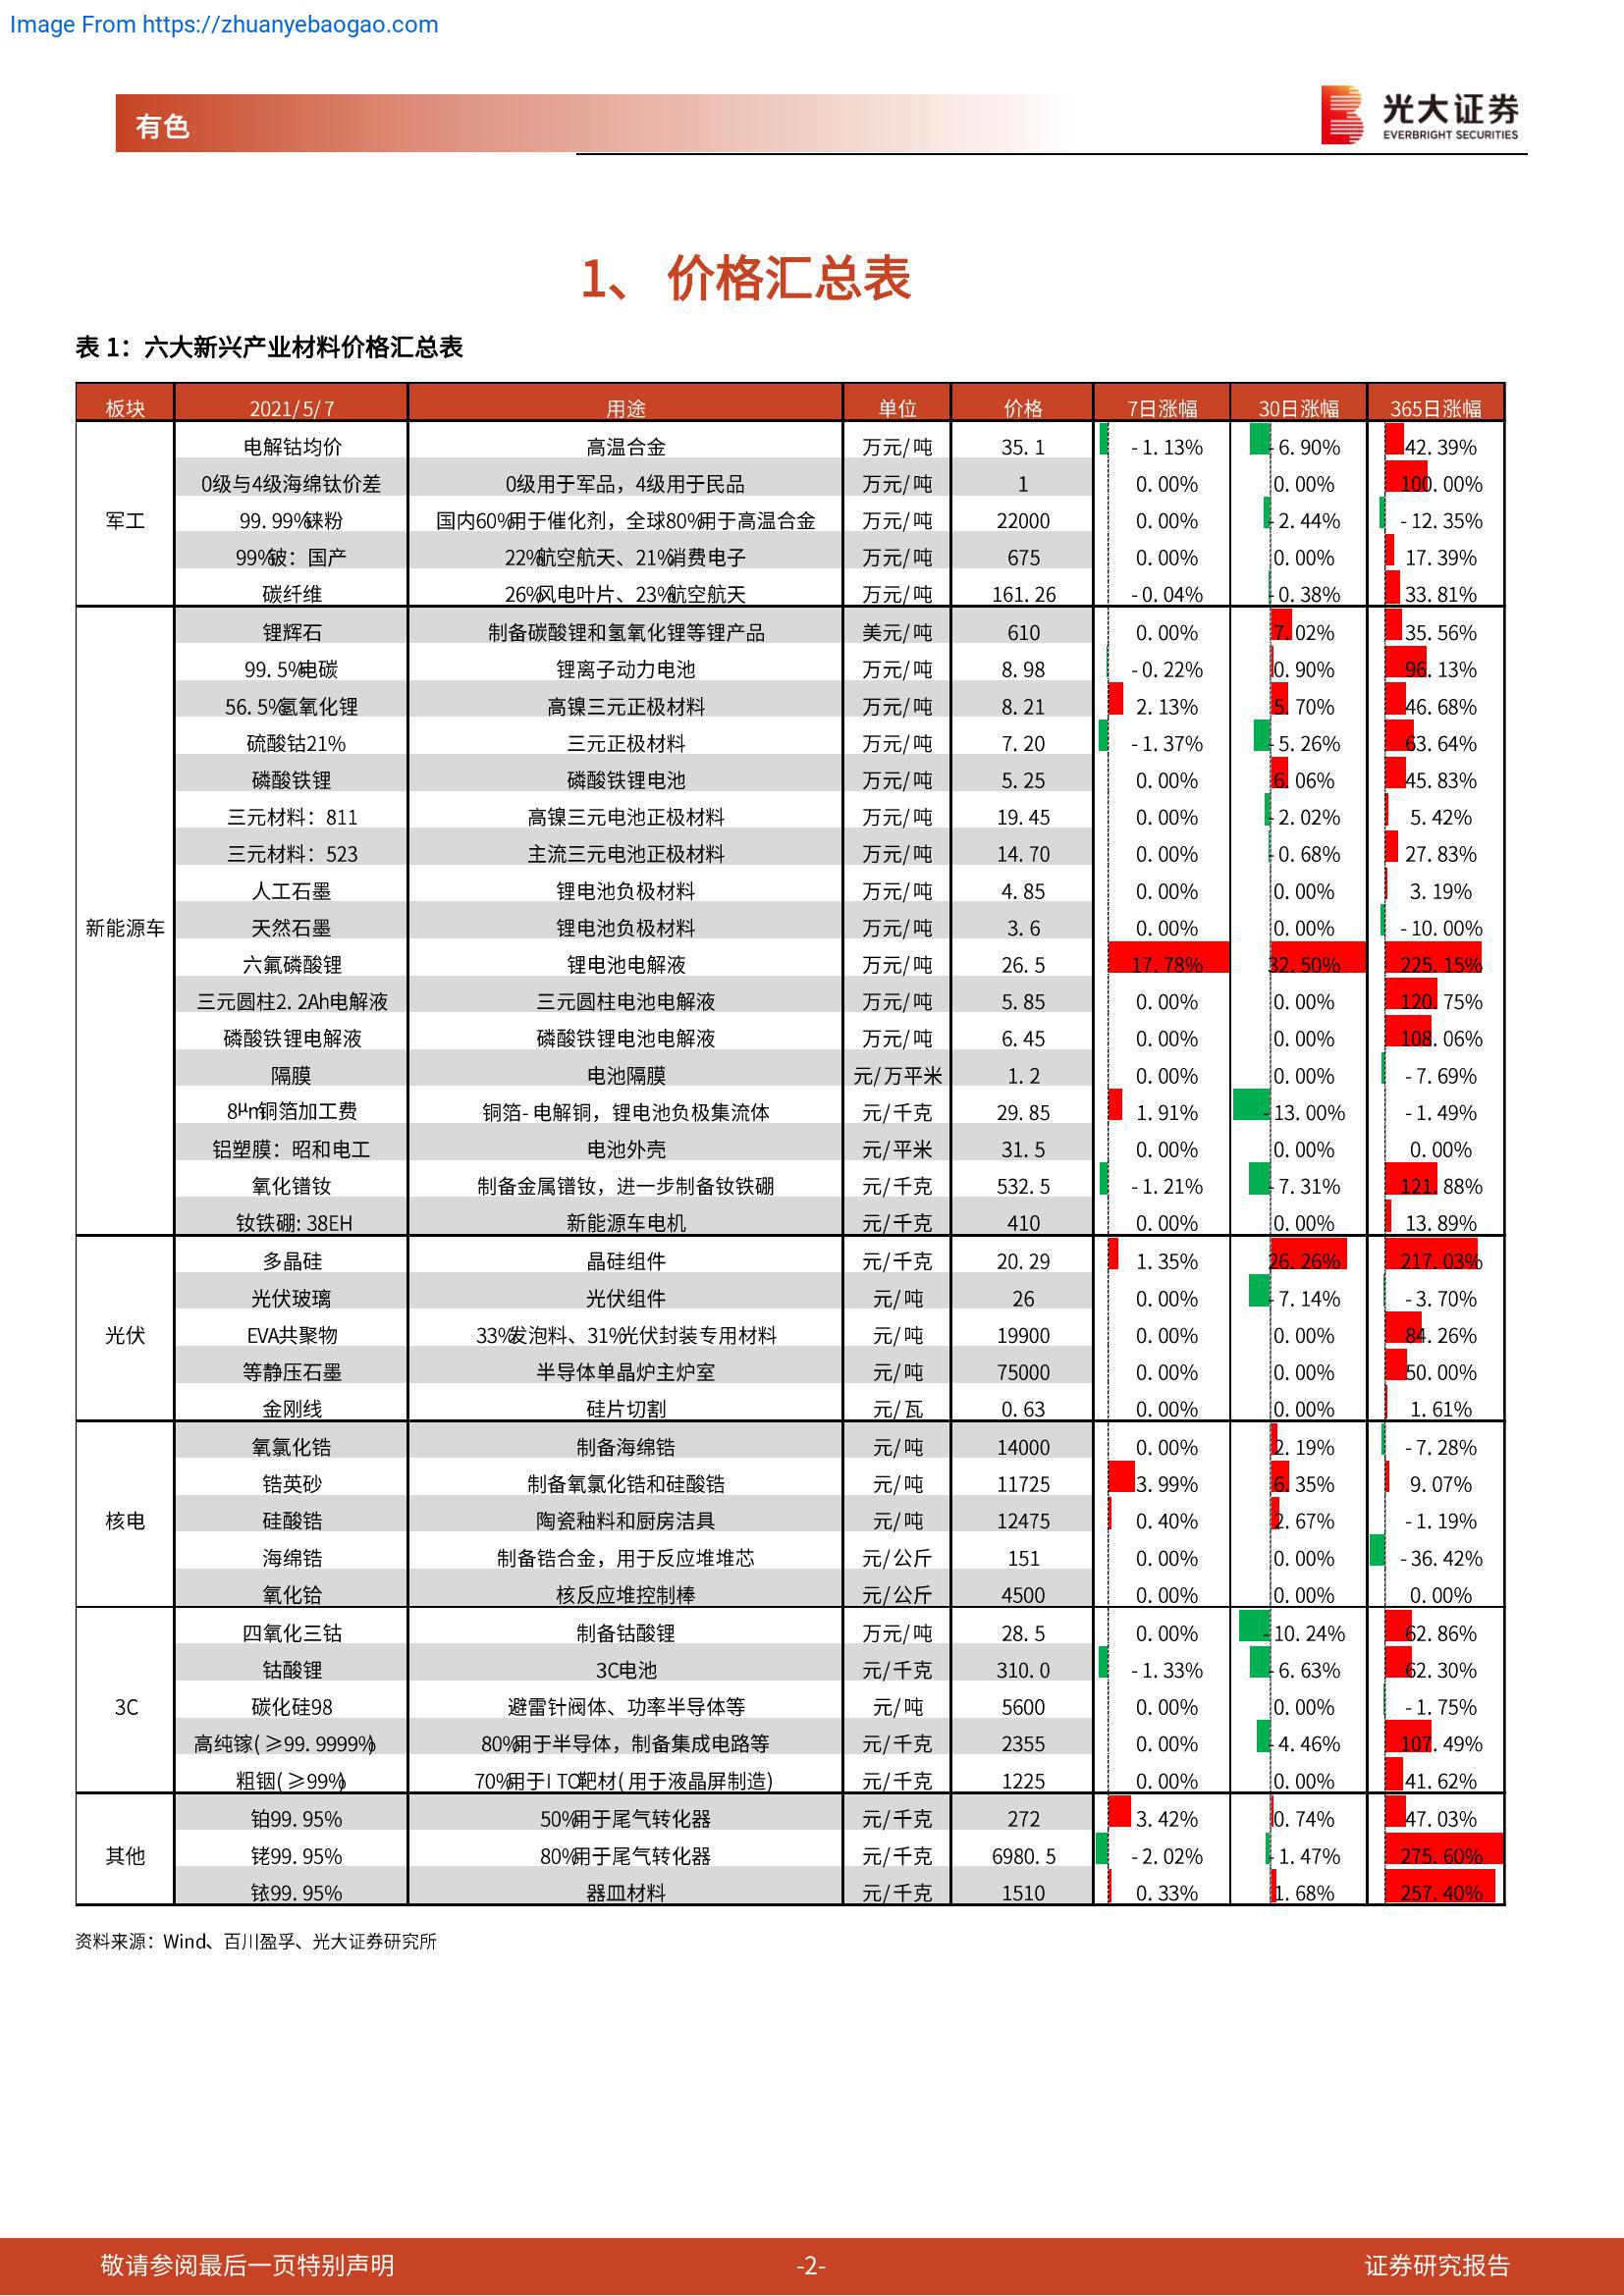 Image From https://zhuanyebaogao.com
有色
光大证券
EVERBRIGHT SECURITIES
1、 价格汇总表
表 1：六大新兴产业材料价格汇总表
板块 2021/5/7 用途 单位 价格 7日涨幅 30日涨幅 365日涨幅
电解钴均价 高温合金 万元/吨 35.1 -1.13% -6.90% 42.39%
0级与4级海绵钛价差 0级用于军品，4级用于民品 万元/吨 1 0.00% 0.00% 100.00%
军工 99.99%铼粉 国内60%用于催化剂，全球80%用于高温合金 万元/吨 22000 0.00% -2.44% -12.35%
99%铍：国产 22%航空航天、21%消费电子 万元/吨 675 0.00% 0.00% 17.39%
碳纤维 26%风电叶片、23%航空航天 万元/吨 161.26 -0.04% -0.38% 33.81%
锂辉石 制备碳酸锂和氢氧化锂等锂产品 美元/吨 610 0.00% 7.02% 35.56%
99.5%电碳 锂离子动力电池 万元/吨 8.98 -0.22% 0.90% 96.13%
56.5%氢氧化锂 高镍三元正极材料 万元/吨 8.21 2.13% 5.70% 46.68%
硫酸钴21% 三元正极材料 万元/吨 7.20 -1.37% -5.26% 63.64%
磷酸铁锂 磷酸铁锂电池 万元/吨 5.25 0.00% 6.06% 45.83%
三元材料：811 高镍三元电池正极材料 万元/吨 19.45 0.00% -2.02% 5.42%
三元材料：523 主流三元电池正极材料 万元/吨 14.70 0.00% -0.68% 27.83%
人工石墨 锂电池负极材料 万元/吨 4.85 0.00% 0.00% 3.19%
新能源车 天然石墨 锂电池负极材料 万元/吨 3.6 0.00% 0.00% -10.00%
六氟磷酸锂 锂电池电解液 万元/吨 26.5 17.78% 32.50% 225.15%
三元圆柱2.2Ah电解液 三元圆柱电池电解液 万元/吨 5.85 0.00% 0.00% 120.75%
磷酸铁锂电解液 磷酸铁锂电池电解液 万元/吨 6.45 0.00% 0.00% 108.06%
隔膜 电池隔膜 元/万平米 1.2 0.00% 0.00% -7.69%
8μm铜箔加工费 铜箔-电解铜，锂电池负极集流体 元/千克 29.85 1.91% -13.00% -1.49%
铝塑膜：昭和电工 电池外壳 元/平米 31.5 0.00% 0.00% 0.00%
氧化镨钕 制备金属镨钕，进一步制备钕铁硼 元/千克 532.5 -1.21% -7.31% 121.88%
钕铁硼:38EH 新能源车电机 元/千克 410 0.00% 0.00% 13.89%
多晶硅 晶硅组件 元/千克 20.29 1.35% 26.26% 217.03%
光伏玻璃 光伏组件 元/吨 26 0.00% -7.14% -3.70%
光伏 EVA共聚物 33%发泡料、31%光伏封装专用材料 元/吨 19900 0.00% 0.00% 84.26%
等静压石墨 半导体单晶炉主炉室 元/吨 75000 0.00% 0.00% 50.00%
金刚线 硅片切割 元/瓦 0.63 0.00% 0.00% 1.61%
氧氯化锆 制备海绵锆 元/吨 14000 0.00% 2.19% -7.28%
锆英砂 制备氧氯化锆和硅酸锆 元/吨 11725 3.99% 6.35% 9.07%
核电 硅酸锆 陶瓷釉料和厨房洁具 元/吨 12475 0.40% 2.67% -1.19%
海绵锆 制备锆合金，用于反应堆堆芯 元/公斤 151 0.00% 0.00% -36.42%
氧化铪 核反应堆控制棒 元/公斤 4500 0.00% 0.00% 0.00%
四氧化三钴 制备钴酸锂 万元/吨 28.5 0.00% -10.24% 62.86%
钴酸锂 3C电池 元/千克 310.0 -1.33% -6.63% 62.30%
3C 碳化硅98 避雷针阀体、功率半导体等 元/吨 5600 0.00% 0.00% -1.75%
高纯镓(≥99.9999%) 80%用于半导体，制备集成电路等 元/千克 2355 0.00% -4.46% 107.49%
粗铟(≥99%) 70%用于ITO靶材(用于液晶屏制造) 元/千克 1225 0.00% 0.00% 41.62%
铂99.95% 50%用于尾气转化器 元/千克 272 3.42% 0.74% 47.03%
其他 铑99.95% 80%用于尾气转化器 元/千克 6980.5 -2.02% -1.47% 275.60%
铱99.95% 器皿材料 元/千克 1510 0.33% 1.68% 257.40%
资料来源：Wind、百川盈孚、光大证券研究所
敬请参阅最后一页特别声明 -2- 证券研究报告